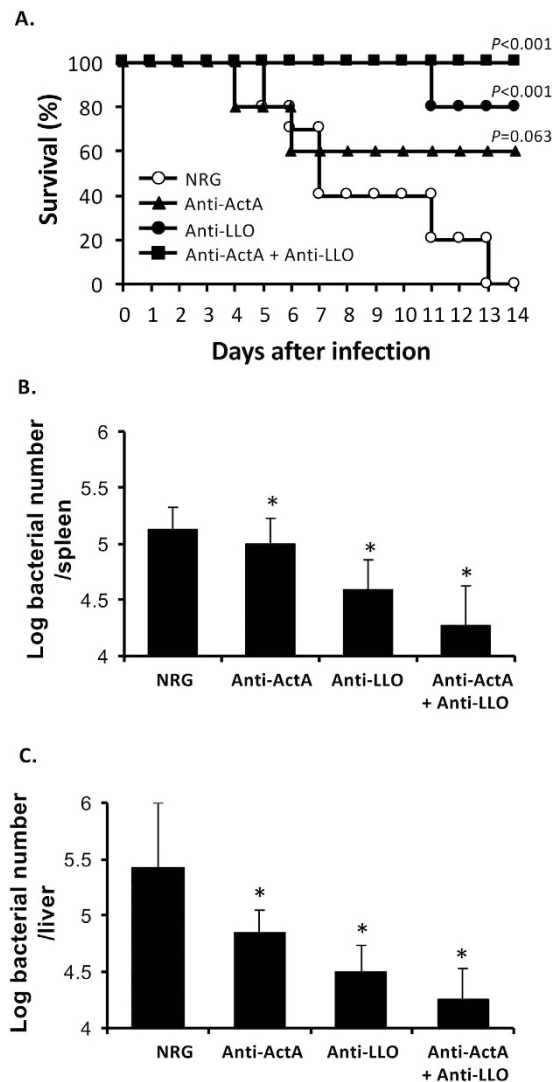 A.
P<0.001
P<0.001
P=0.063
Survival (%)
100
80
60
40
20
0
NRG
Anti-ActA
Anti-LLO
Anti-ActA + Anti-LLO
0 1 2 3 4 5 6 7 8 9 10 11 12 13 14
Days after infection
B.
Log bacterial number
/spleen
6
5.5
5
4.5
4
* * *
NRG Anti-ActA Anti-LLO Anti-ActA
+ Anti-LLO
C.
Log bacterial number
/liver
6
5.5
5
4.5
4
* * *
NRG Anti-ActA Anti-LLO Anti-ActA
+ Anti-LLO